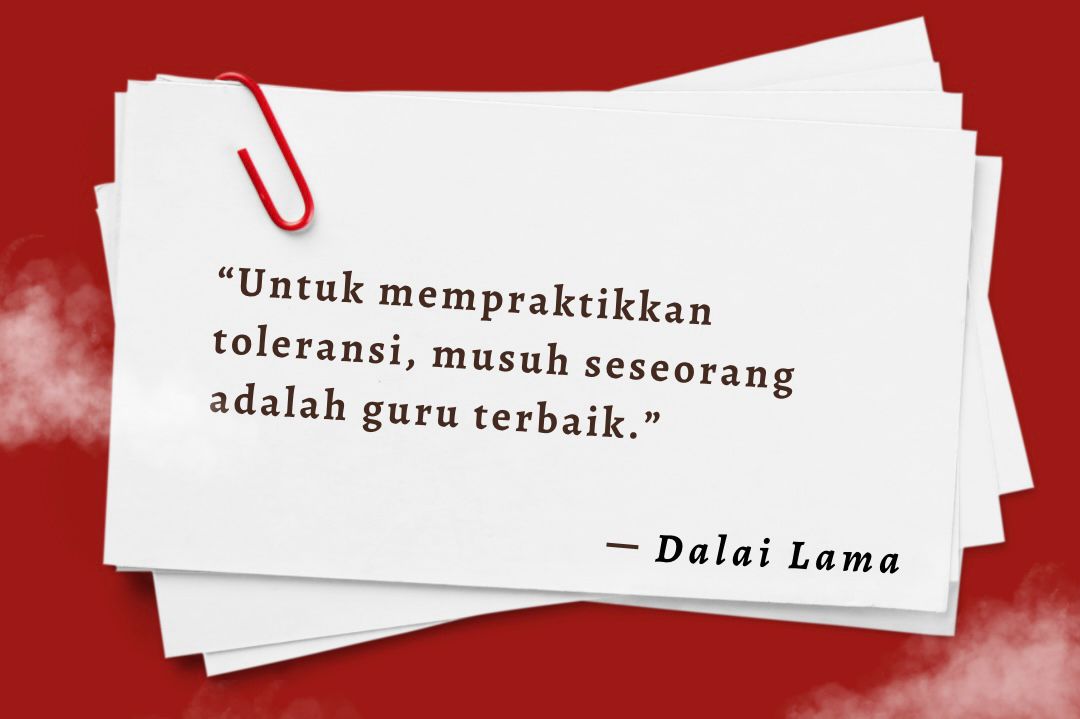 “Untuk mempraktikkan
toleransi, musuh seseorang
adalah guru terbaik.”
— Dalai Lama